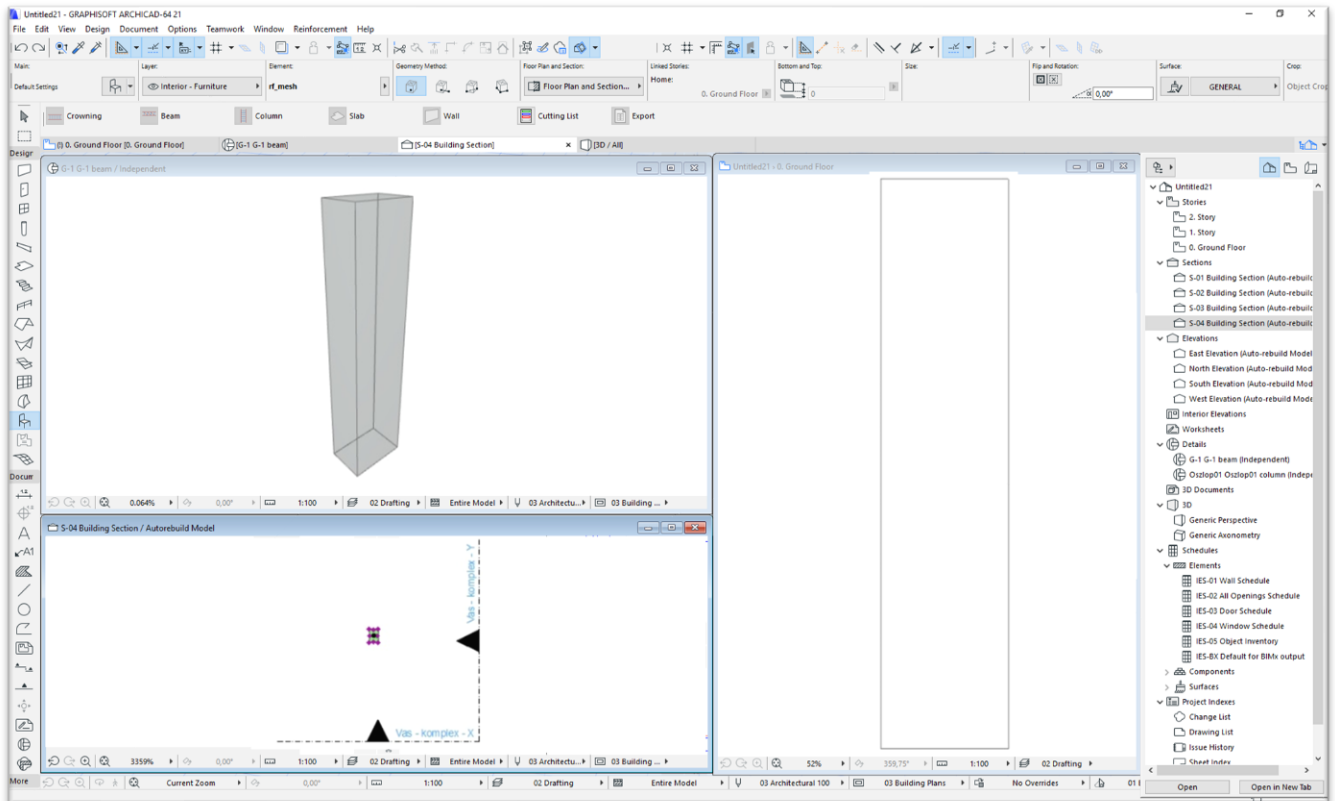 Untitled21 - GRAPHISOFT ARCHICAD-64 21
File Edit View Design Document Options Teamwork Window Reinforcement Help
Main: Layer: Element: Geometry Method: Floor Plan and Section: Linked Stories: Bottom and Top: Size: Flip and Rotation: Surface: Crop
Default Settings Interior - Furniture rf_mesh Floor Plan and Section... Home: 0. Ground Floor 0 0,00° GENERAL Object Crop
Crowning Beam Column Slab Wall Cutting List Export
(!) 0. Ground Floor [0. Ground Floor] [G-1 G-1 beam] [S-04 Building Section] [3D / All]
Design
G-1 G-1 beam / Independent
0.064% 0,00° 1:100 02 Drafting Entire Model 03 Architectu... 03 Building ...
S-04 Building Section / Autorebuild Model
Vas - komplex - Y
Vas - komplex - X
3359% 0,00° 1:100 02 Drafting Entire Model 03 Architectu... 03 Building ...
Untitled21 › 0. Ground Floor
52% 359,75° 1:100 02 Drafting
Docum
A1
More
Current Zoom 0,00° 1:100 02 Drafting Entire Model 03 Architectural 100 03 Building Plans No Overrides 01
Untitled21
Stories
2. Story
1. Story
0. Ground Floor
Sections
S-01 Building Section (Auto-rebuild
S-02 Building Section (Auto-rebuild
S-03 Building Section (Auto-rebuild
S-04 Building Section (Auto-rebuild
Elevations
East Elevation (Auto-rebuild Model
North Elevation (Auto-rebuild Mod
South Elevation (Auto-rebuild Mod
West Elevation (Auto-rebuild Mode
Interior Elevations
Worksheets
Details
G-1 G-1 beam (Independent)
Oszlop01 Oszlop01 column (Indepe
3D Documents
3D
Generic Perspective
Generic Axonometry
Schedules
Elements
IES-01 Wall Schedule
IES-02 All Openings Schedule
IES-03 Door Schedule
IES-04 Window Schedule
IES-05 Object Inventory
IES-BX Default for BIMx output
Components
Surfaces
Project Indexes
Change List
Drawing List
Issue History
Sheet Index
Open Open in New Tab